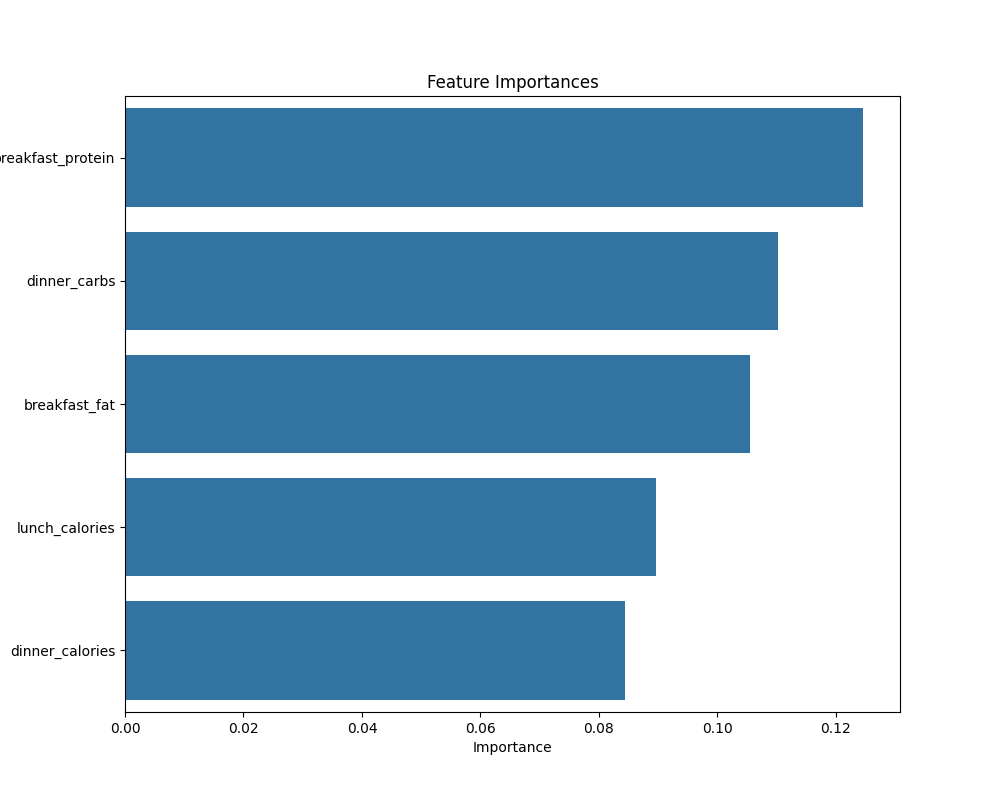 Feature Importances
breakfast_protein
dinner_carbs
breakfast_fat
lunch_calories
dinner_calories
0.00 0.02 0.04 0.06 0.08 0.10 0.12
Importance